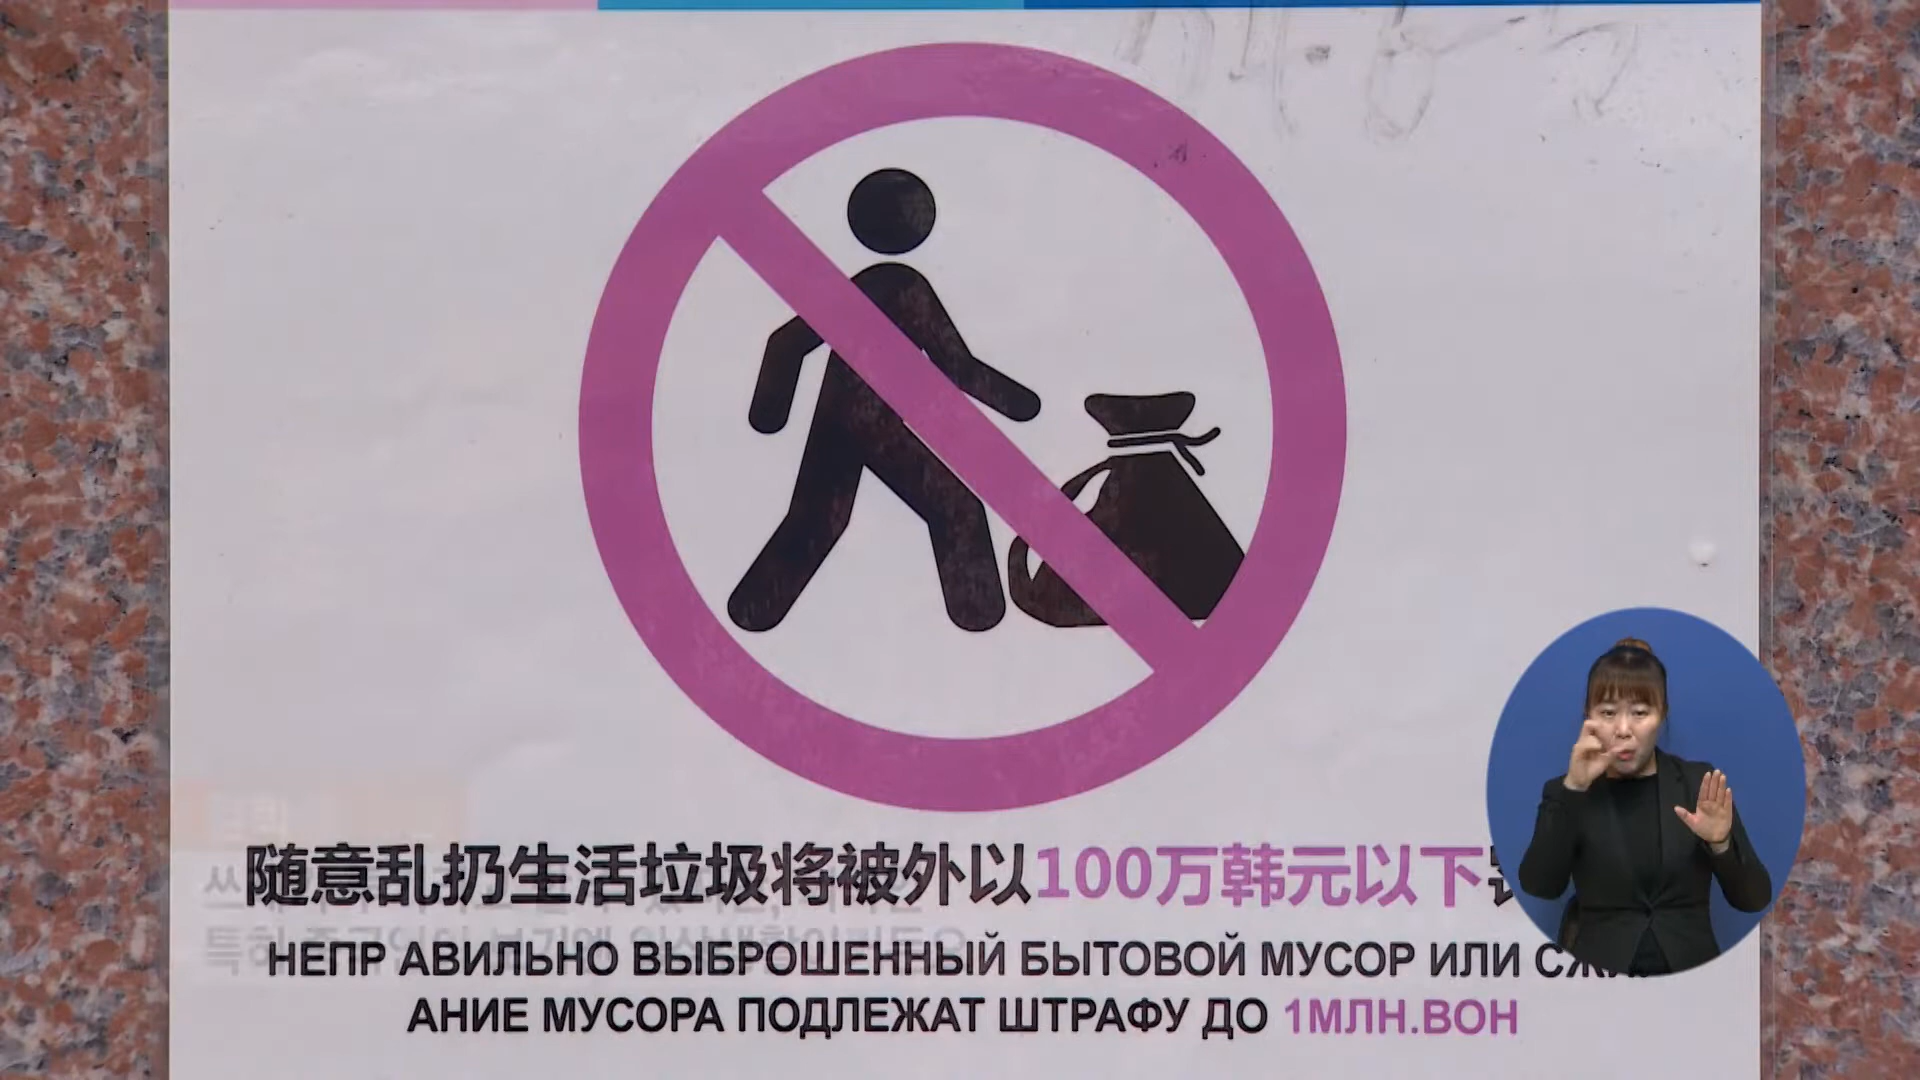 随意乱扔生活垃圾将被外以100万韩元以下
НЕПР АВИЛЬНО ВЫБРОШЕННЫЙ БЫТОВОЙ МУСОР ИЛИ
АНИЕ МУСОРА ПОДЛЕЖАТ ШТРАФУ ДО 1МЛН.ВОН